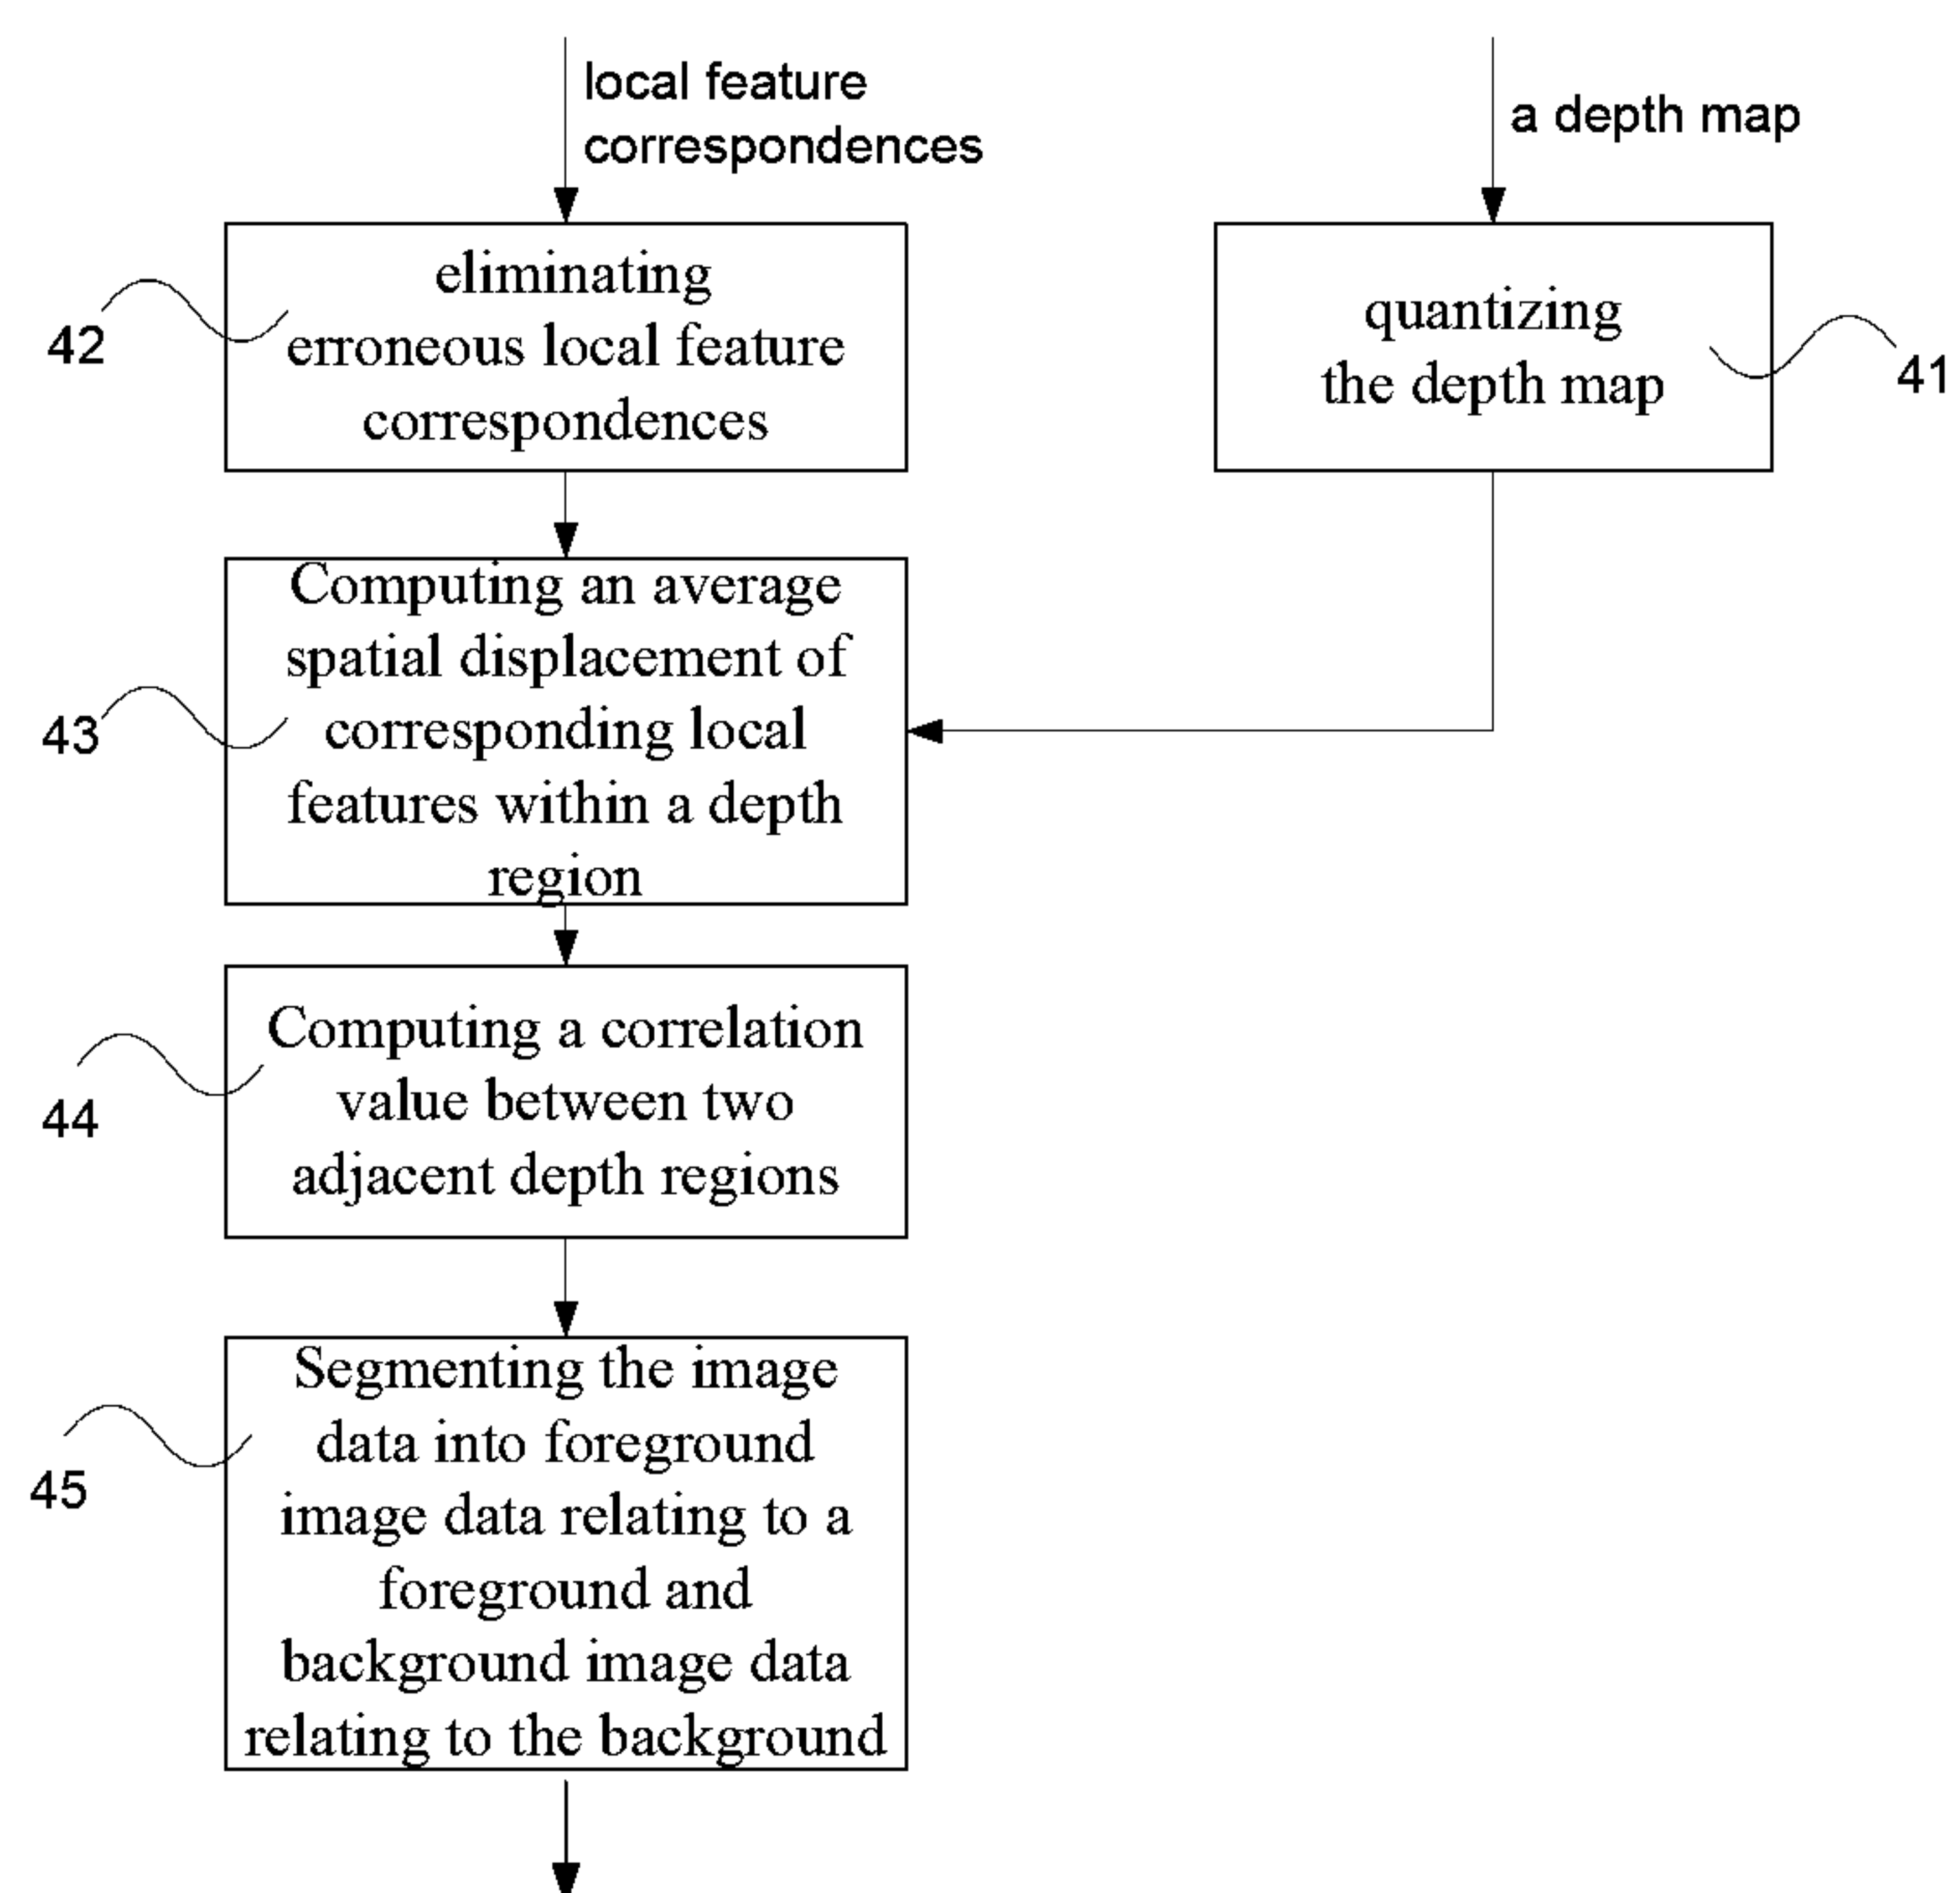 local feature
correspondences
a depth map
eliminating
erroneous local feature
correspondences
42
quantizing
the depth map
41
Computing an average
spatial displacement of
corresponding local
features within a depth
region
43
Computing a correlation
value between two
adjacent depth regions
44
Segmenting the image
data into foreground
image data relating to a
foreground and
background image data
relating to the background
45